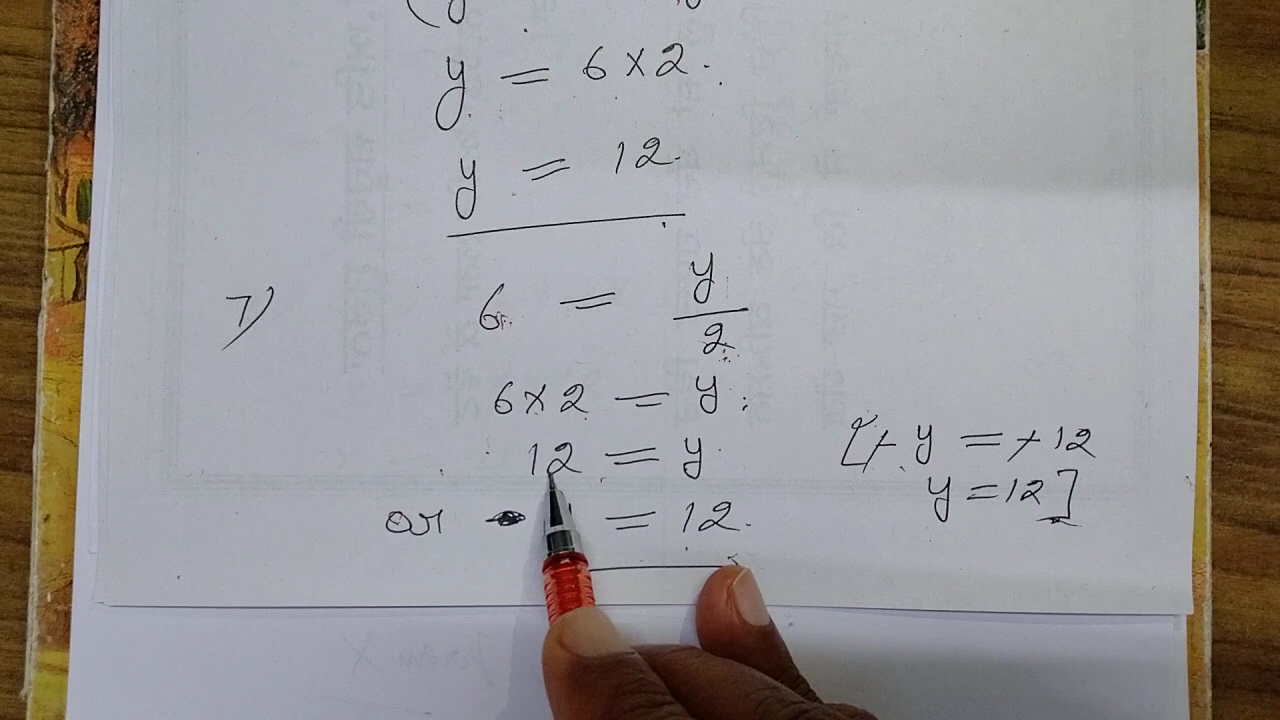 (y
y = 6 × 2.
y = 12.
7) 6 = y/2
6 × 2 = y.
12 = y
or = 12.
[+ y = + 12
y = 12]